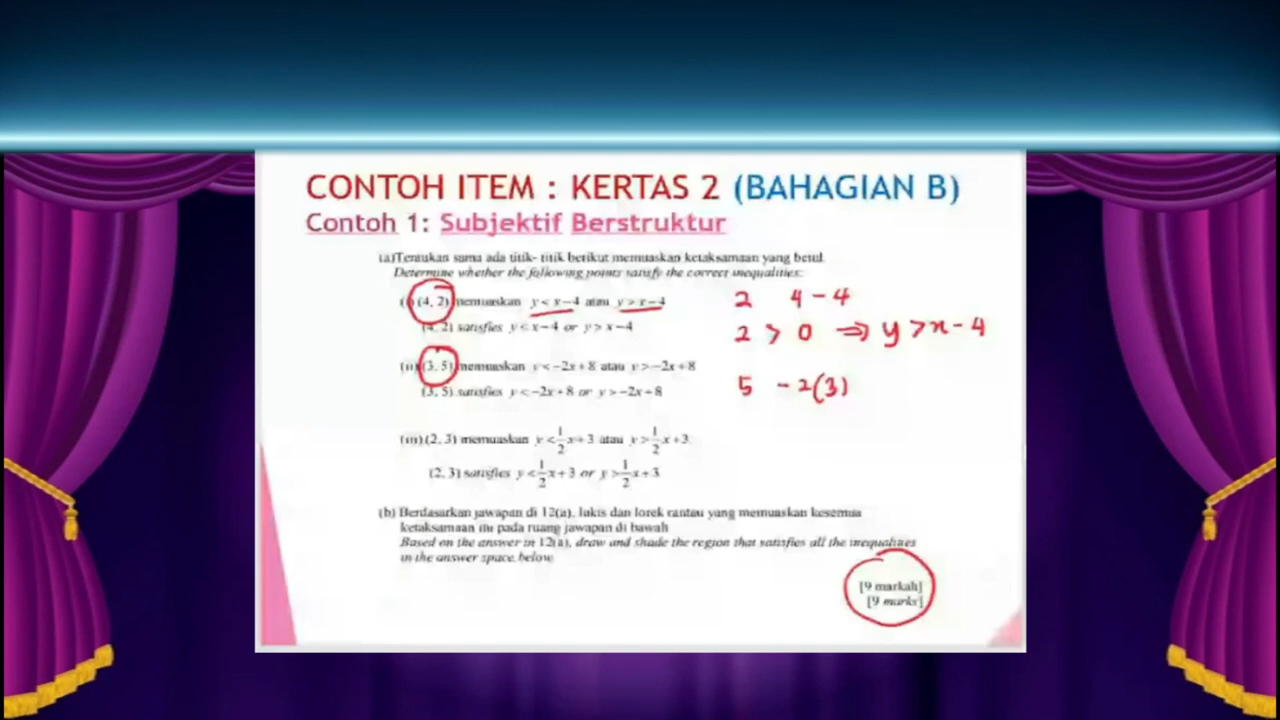 CONTOH ITEM : KERTAS 2 (BAHAGIAN B)
Contoh 1: Subjektif Berstruktur
(a)Tentukan sama ada titik- titik berikut memuaskan ketaksamaan yang betul.
Determine whether the following points satisfy the correct inequalities:
(i) (4, 2) memuaskan y < x−4 atau y > x−4
2 4 - 4
(4, 2) satisfies y < x−4 or y > x−4
2 > 0 ⇒ y > x - 4
(ii) (3, 5) memuaskan y < −2x + 8 atau y > −2x + 8
(3, 5) satisfies y < −2x + 8 or y > −2x + 8
5 - 2(3)
(iii) (2, 3) memuaskan y < 1/2 x + 3 atau y > 1/2 x + 3
(2, 3) satisfies y < 1/2 x + 3 or y > 1/2 x + 3
(b) Berdasarkan jawapan di 12(a), lukis dan lorek rantau yang memuaskan kesemua
ketaksamaan itu pada ruang jawapan di bawah
Based on the answer in 12(a), draw and shade the region that satisfies all the inequalities
in the answer space below
[9 markah]
[9 marks]